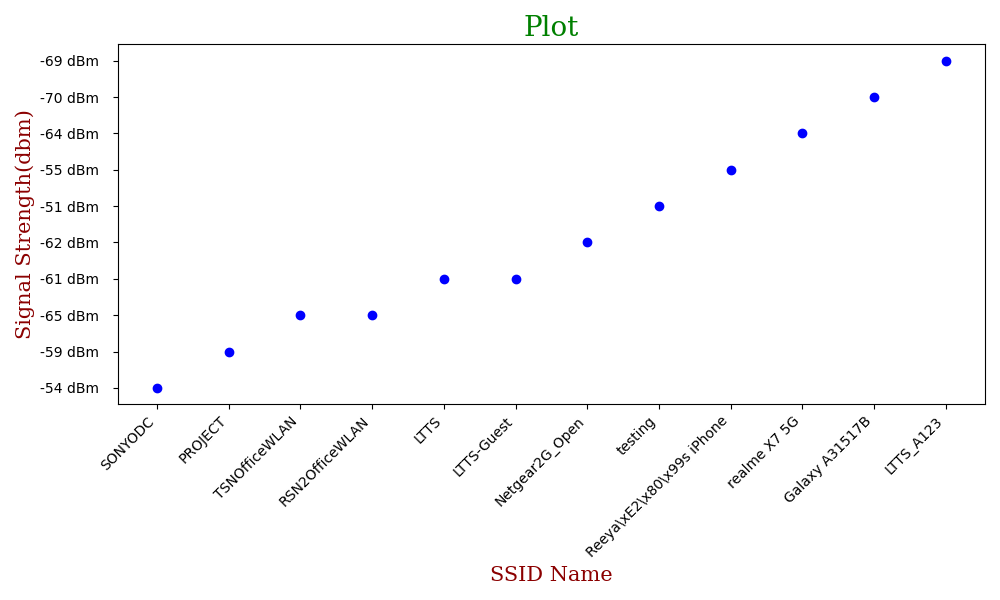 Plot
Signal Strength(dbm)
-69 dBm
-70 dBm
-64 dBm
-55 dBm
-51 dBm
-62 dBm
-61 dBm
-65 dBm
-59 dBm
-54 dBm
SONYODC
PROJECT
TSNOfficeWLAN
RSN2OfficeWLAN
LTTS
LTTS-Guest
Netgear2G_Open
testing
Reeya\xE2\x80\x99s iPhone
realme X7 5G
Galaxy A31517B
LTTS_A123
SSID Name